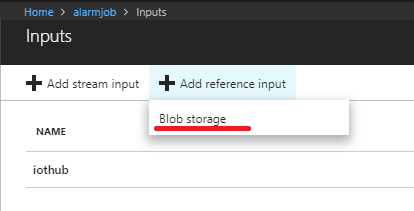 Home > alarmjob > Inputs
Inputs
+ Add stream input + Add reference input
Blob storage
NAME
iothub